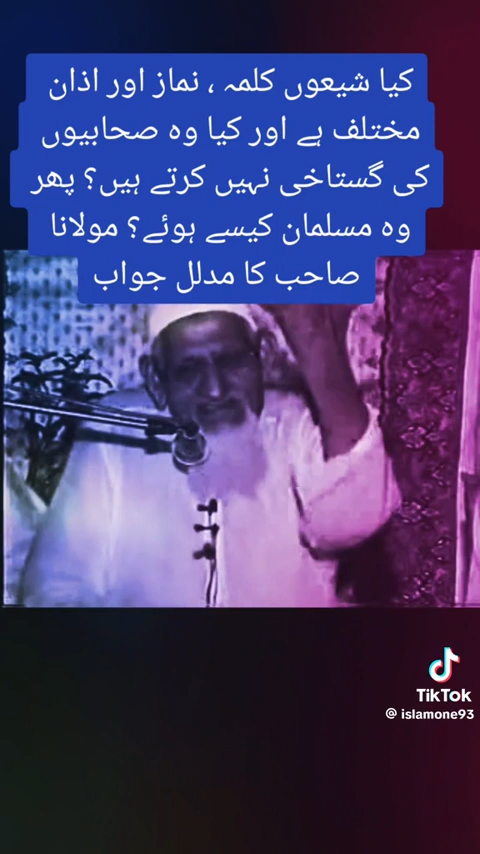 کیا شیعوں کلمہ ، نماز اور اذان
مختلف ہے اور کیا وہ صحابیوں
کی گستاخی نہیں کرتے ہیں؟ پھر
وہ مسلمان کیسے ہوئے؟ مولانا
صاحب کا مدلل جواب
TikTok
@ islamone93